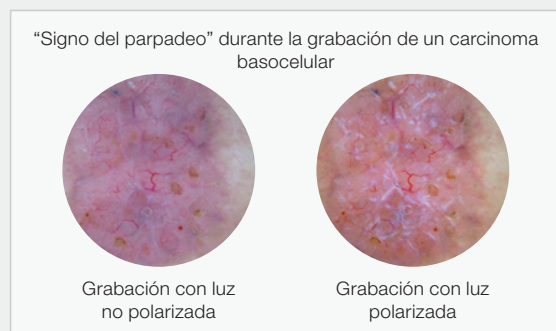 “Signo del parpadeo” durante la grabación de un carcinoma
basocelular
Grabación con luz
no polarizada
Grabación con luz
polarizada